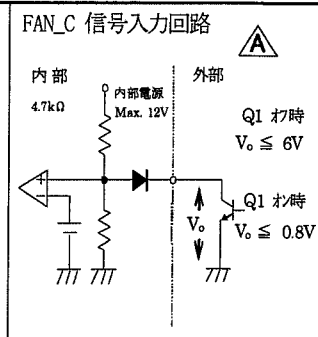 FAN_C 信号入力回路
A
内部
外部
4.7kΩ
内部電源
Max. 12V
Q1 オフ時
Vo ≦ 6V
Q1 オン時
Vo
Vo ≦ 0.8V
+
-